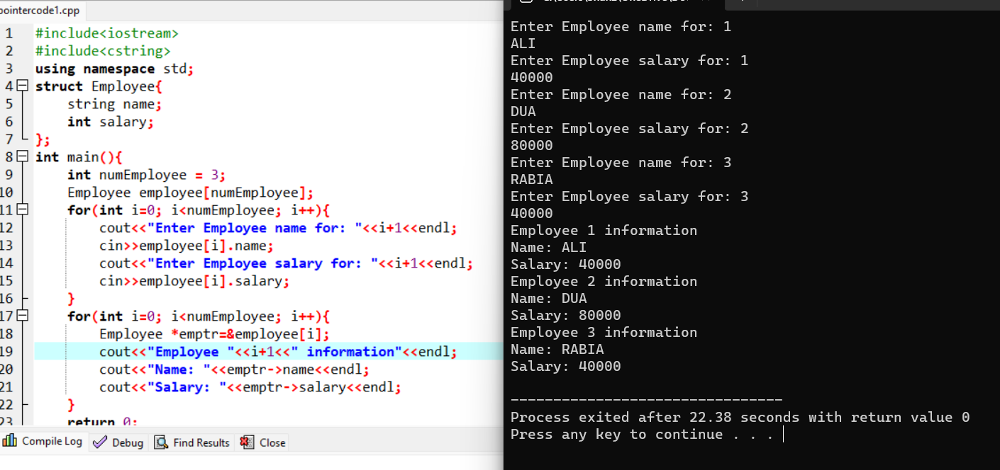 pointercode1.cpp
1 #include<iostream>
2 #include<cstring>
3 using namespace std;
4 struct Employee{
5 string name;
6 int salary;
7 };
8 int main(){
9 int numEmployee = 3;
10 Employee employee[numEmployee];
11 for(int i=0; i<numEmployee; i++){
12 cout<<"Enter Employee name for: "<<i+1<<endl;
13 cin>>employee[i].name;
14 cout<<"Enter Employee salary for: "<<i+1<<endl;
15 cin>>employee[i].salary;
16 }
17 for(int i=0; i<numEmployee; i++){
18 Employee *emptr=&employee[i];
19 cout<<"Employee "<<i+1<<" information"<<endl;
20 cout<<"Name: "<<emptr->name<<endl;
21 cout<<"Salary: "<<emptr->salary<<endl;
22 }
23 return 0;
Compile Log Debug Find Results Close
Enter Employee name for: 1
ALI
Enter Employee salary for: 1
40000
Enter Employee name for: 2
DUA
Enter Employee salary for: 2
80000
Enter Employee name for: 3
RABIA
Enter Employee salary for: 3
40000
Employee 1 information
Name: ALI
Salary: 40000
Employee 2 information
Name: DUA
Salary: 80000
Employee 3 information
Name: RABIA
Salary: 40000
--------------------------------
Process exited after 22.38 seconds with return value 0
Press any key to continue . . .